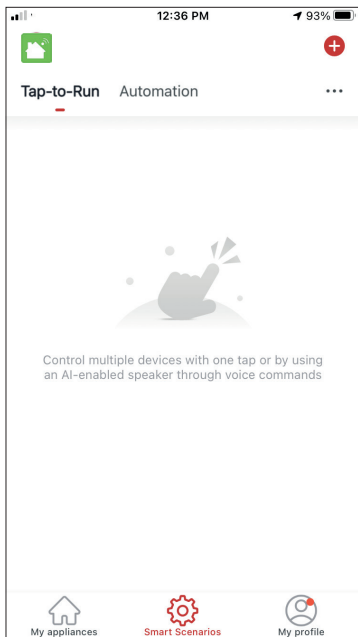 12:36 PM
93%
Tap-to-Run Automation
Control multiple devices with one tap or by using
an AI-enabled speaker through voice commands
My appliances Smart Scenarios My profile